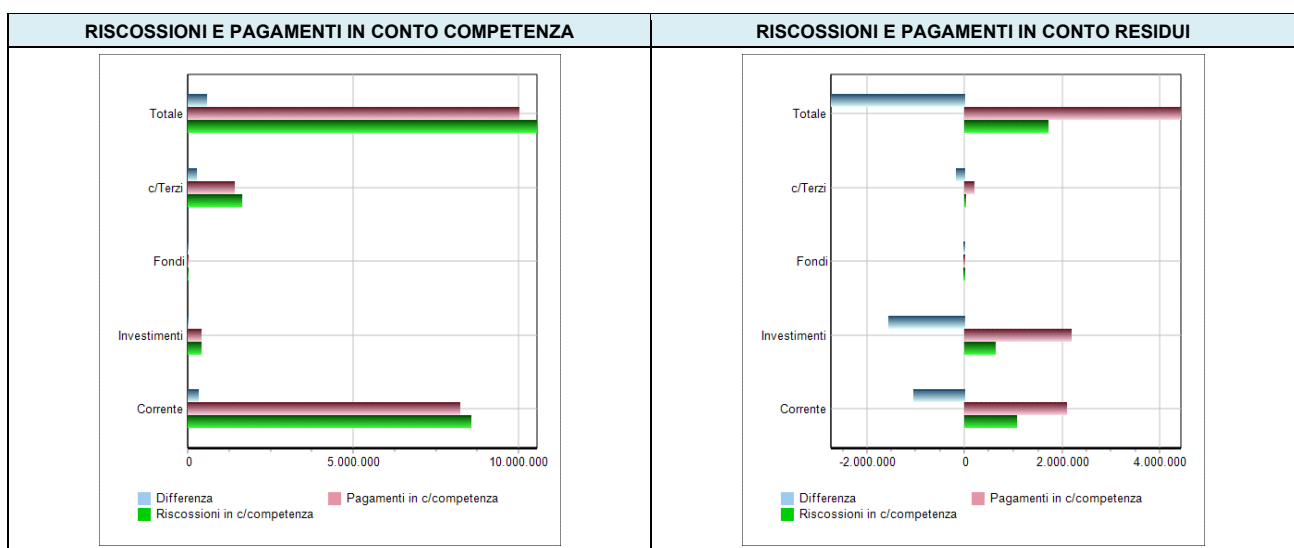 RISCOSSIONI E PAGAMENTI IN CONTO COMPETENZA
Totale
c/Terzi
Fondi
Investimenti
Corrente
0 5.000.000 10.000.000
Differenza Pagamenti in c/competenza
Riscossioni in c/competenza
RISCOSSIONI E PAGAMENTI IN CONTO RESIDUI
Totale
c/Terzi
Fondi
Investimenti
Corrente
-2.000.000 0 2.000.000 4.000.000
Differenza Pagamenti in c/competenza
Riscossioni in c/competenza